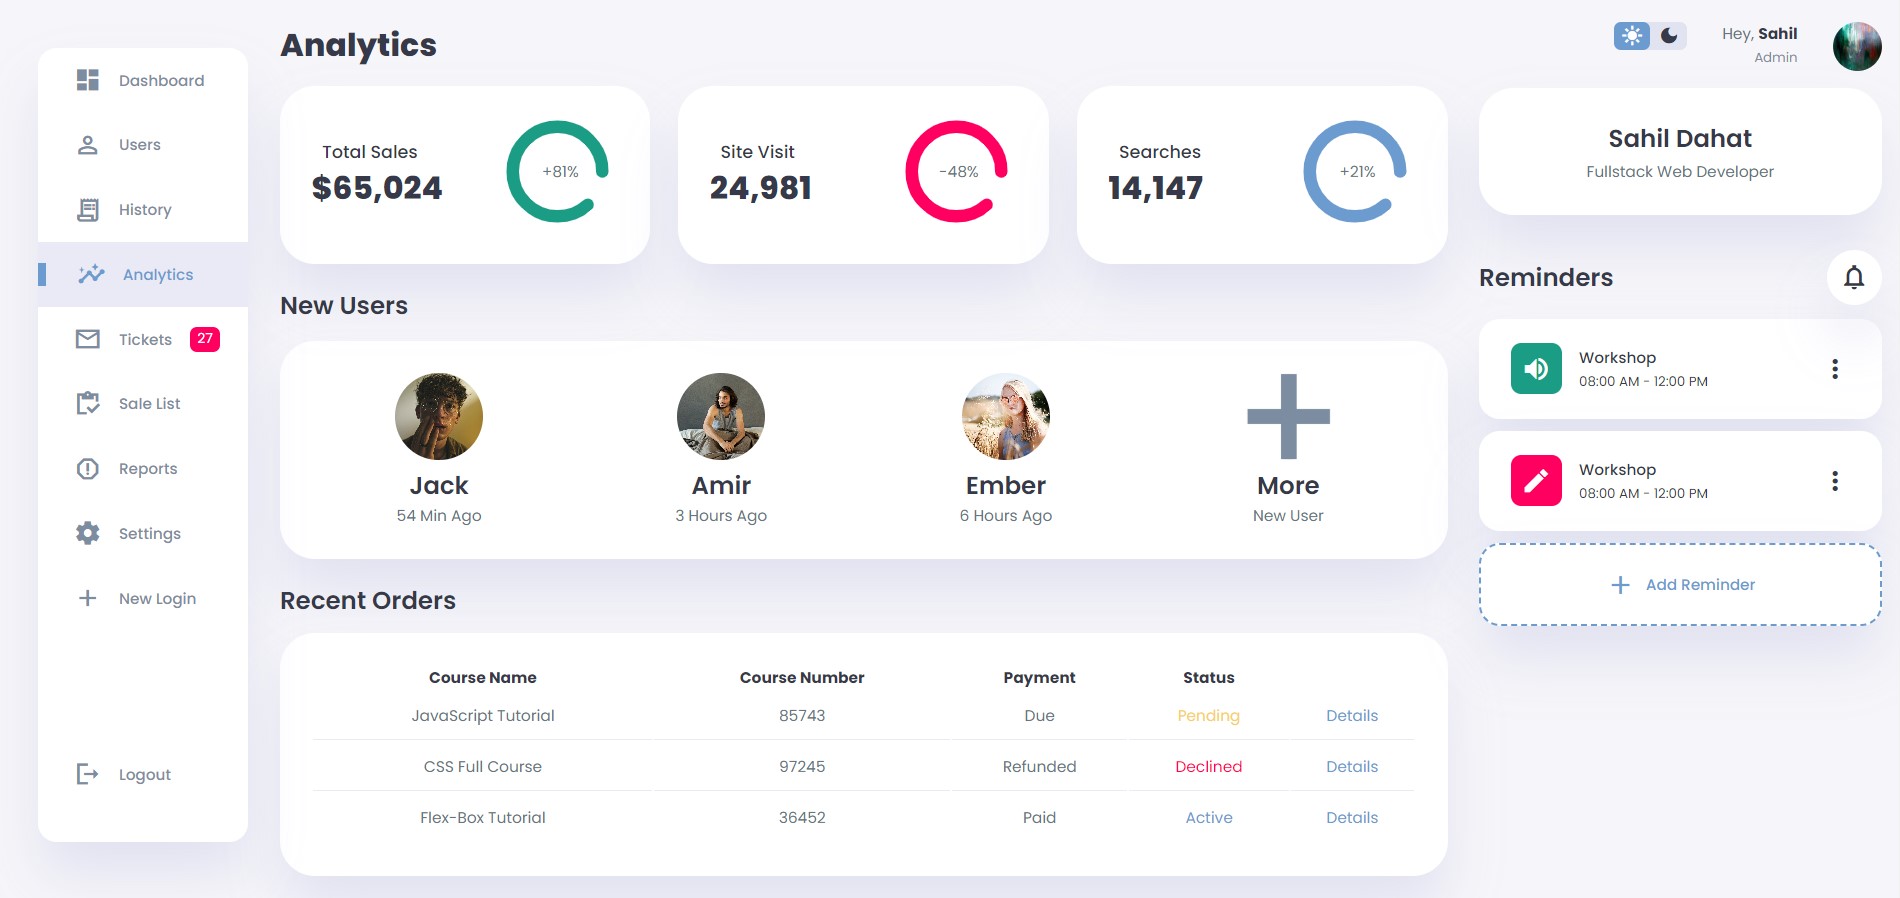 Dashboard
Users
History
Analytics
Tickets 27
Sale List
Reports
Settings
New Login
Logout
Analytics
Total Sales
$65,024
+81%
Site Visit
24,981
-48%
Searches
14,147
+21%
New Users
Jack
54 Min Ago
Amir
3 Hours Ago
Ember
6 Hours Ago
More
New User
Recent Orders
Course Name Course Number Payment Status
JavaScript Tutorial 85743 Due Pending Details
CSS Full Course 97245 Refunded Declined Details
Flex-Box Tutorial 36452 Paid Active Details
Hey, Sahil
Admin
Sahil Dahat
Fullstack Web Developer
Reminders
Workshop
08:00 AM - 12:00 PM
Workshop
08:00 AM - 12:00 PM
Add Reminder